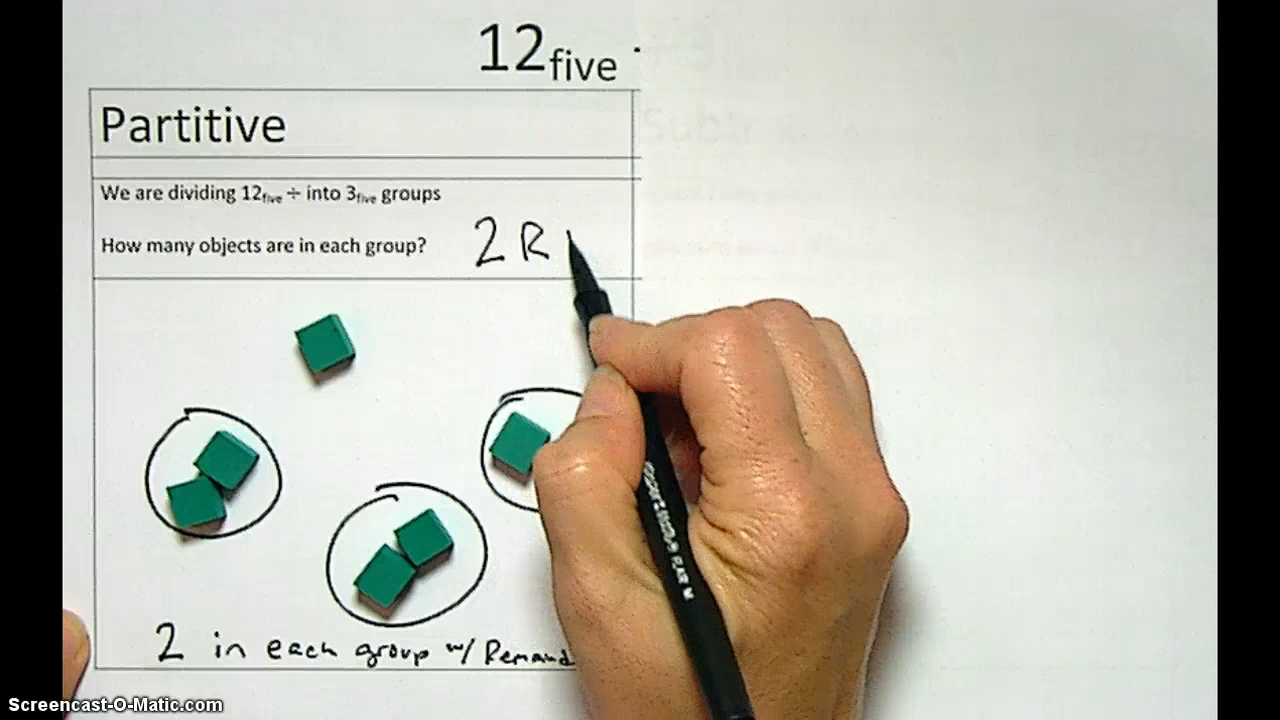 12five
Partitive
We are dividing 12five ÷ into 3five groups
How many objects are in each group? 2 R
2 in each group w/
Screencast-O-Matic.com